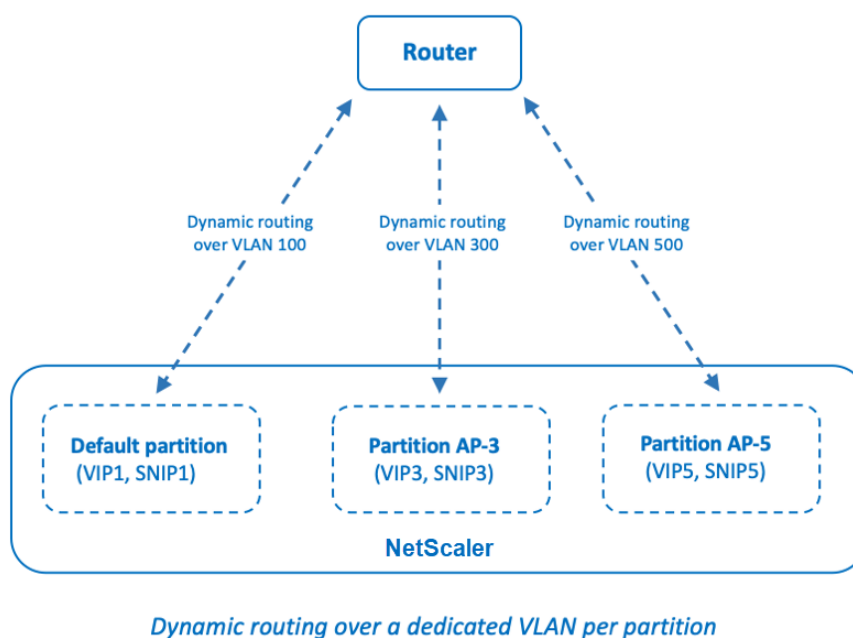 Router
Dynamic routing
over VLAN 100
Dynamic routing
over VLAN 300
Dynamic routing
over VLAN 500
Default partition
(VIP1, SNIP1)
Partition AP-3
(VIP3, SNIP3)
Partition AP-5
(VIP5, SNIP5)
NetScaler
Dynamic routing over a dedicated VLAN per partition